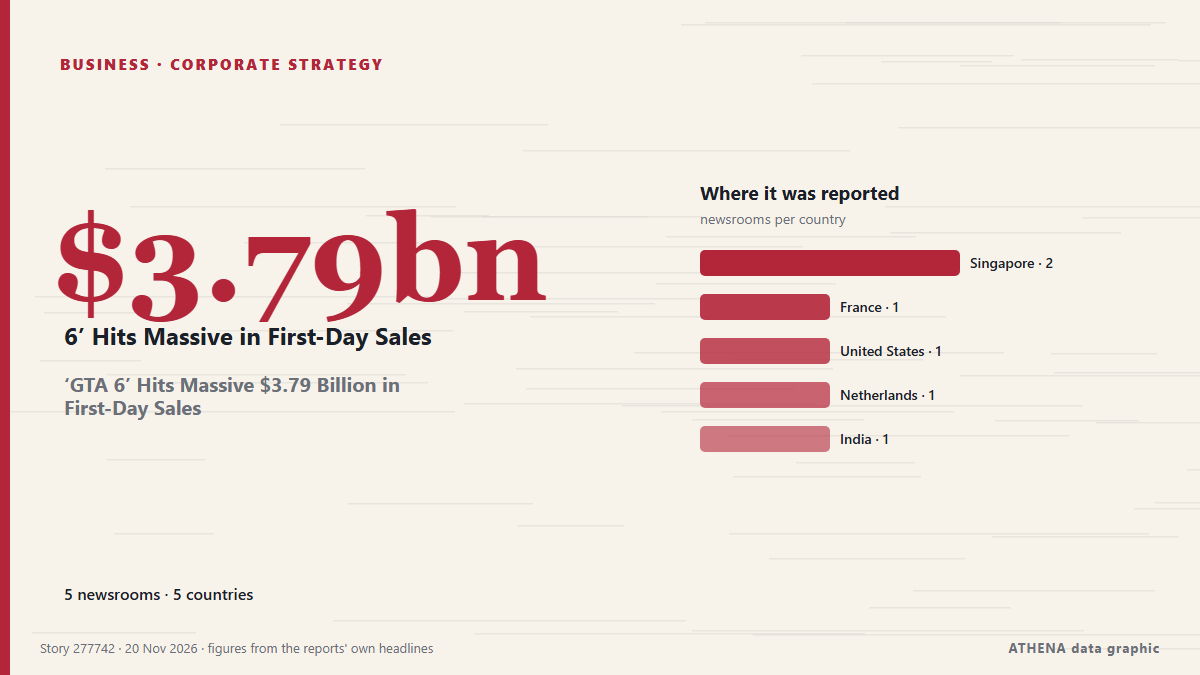 BUSINESS · CORPORATE STRATEGY
$3.79bn
6’ Hits Massive in First-Day Sales
‘GTA 6’ Hits Massive $3.79 Billion in
First-Day Sales
Where it was reported
newsrooms per country
Singapore · 2
France · 1
United States · 1
Netherlands · 1
India · 1
5 newsrooms · 5 countries
Story 277742 · 20 Nov 2026 · figures from the reports' own headlines
ATHENA data graphic